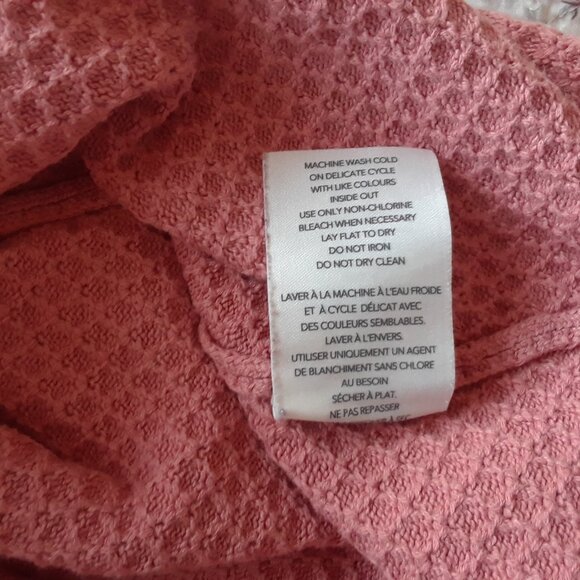 MACHINE WASH COLD
ON DELICATE CYCLE
WITH LIKE COLOURS
INSIDE OUT
USE ONLY NON-CHLORINE
BLEACH WHEN NECESSARY
LAY FLAT TO DRY
DO NOT IRON
DO NOT DRY CLEAN
LAVER À LA MACHINE À L'EAU FROIDE
ET À CYCLE DÉLICAT AVEC
DES COULEURS SEMBLABLES.
LAVER À L'ENVERS.
UTILISER UNIQUEMENT UN AGENT
DE BLANCHIMENT SANS CHLORE
AU BESOIN
SÉCHER À PLAT.
NE PAS REPASSER
À SEC